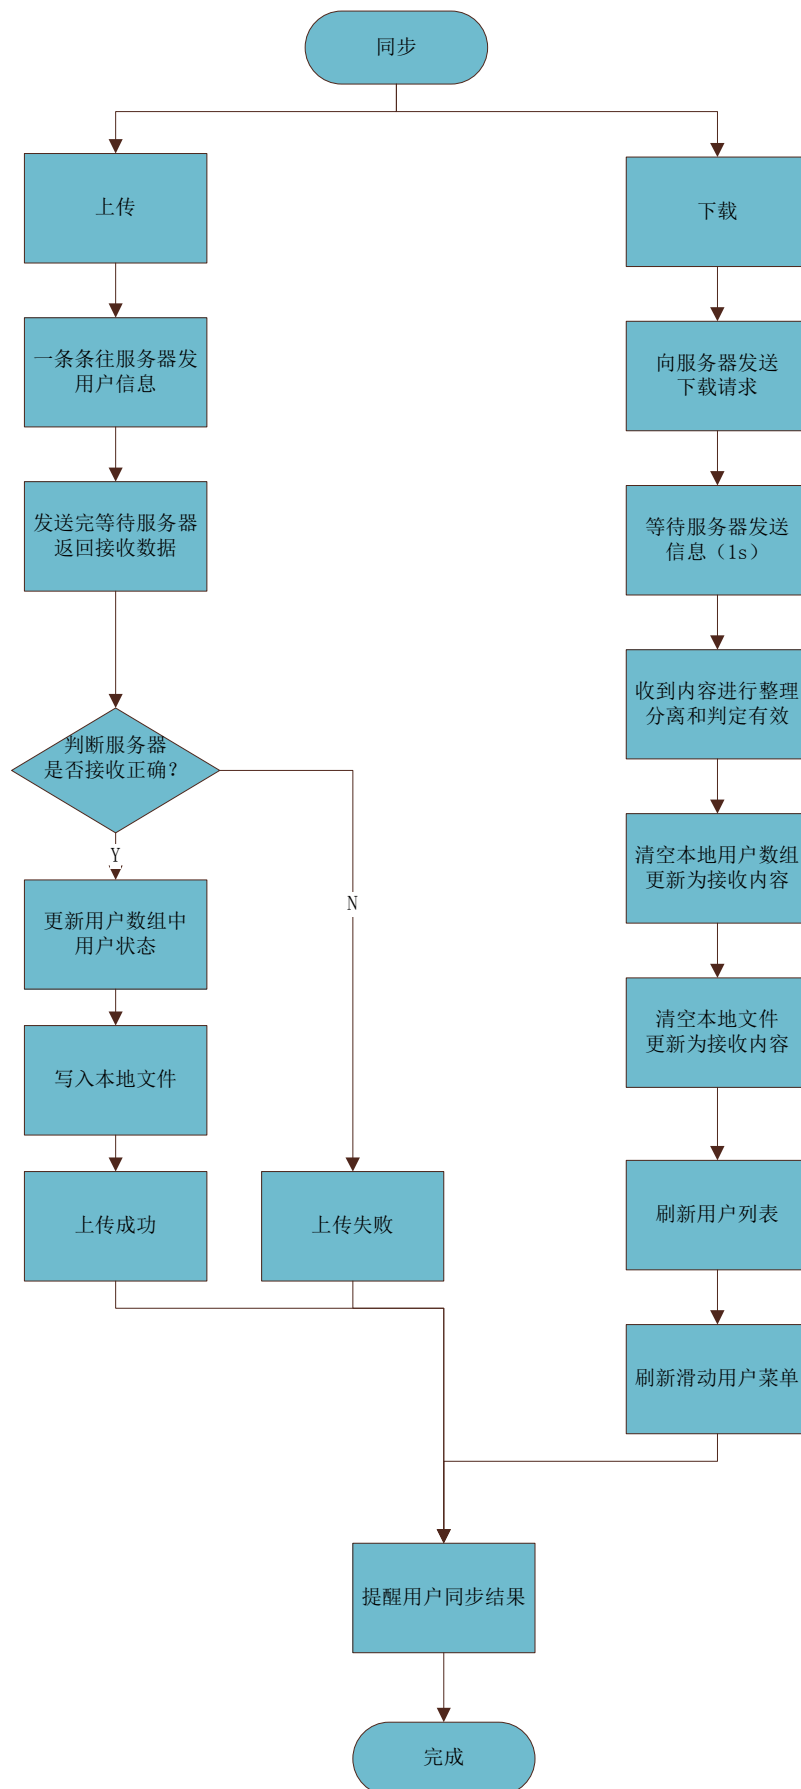 同步
上传
下载
一条条往服务器发
用户信息
向服务器发送
下载请求
发送完等待服务器
返回接收数据
等待服务器发送
信息（1s）
收到内容进行整理
分离和判定有效
判断服务器
是否接收正确？
Y
N
清空本地用户数组
更新为接收内容
更新用户数组中
用户状态
清空本地文件
更新为接收内容
写入本地文件
上传成功
上传失败
刷新用户列表
刷新滑动用户菜单
提醒用户同步结果
完成